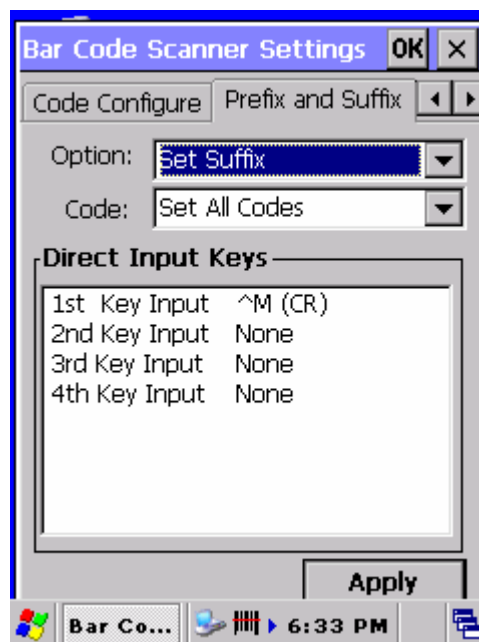 Bar Code Scanner Settings OK ×
Code Configure Prefix and Suffix
Option: Set Suffix
Code: Set All Codes
Direct Input Keys
1st Key Input ^M (CR)
2nd Key Input None
3rd Key Input None
4th Key Input None
Apply
Bar Co... 6:33 PM